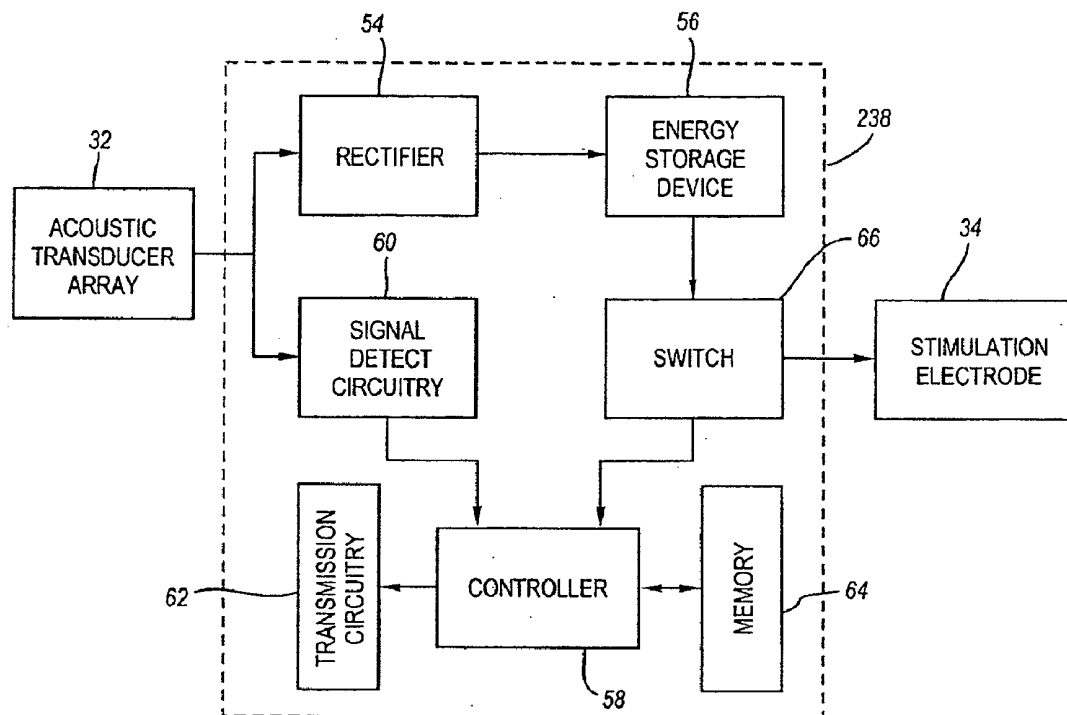 54
56
238
32
RECTIFIER
ENERGY
STORAGE
DEVICE
ACOUSTIC
TRANSDUCER
ARRAY
60
66
34
SIGNAL
DETECT
CIRCUITRY
SWITCH
STIMULATION
ELECTRODE
62
TRANSMISSION
CIRCUITRY
CONTROLLER
MEMORY
64
58